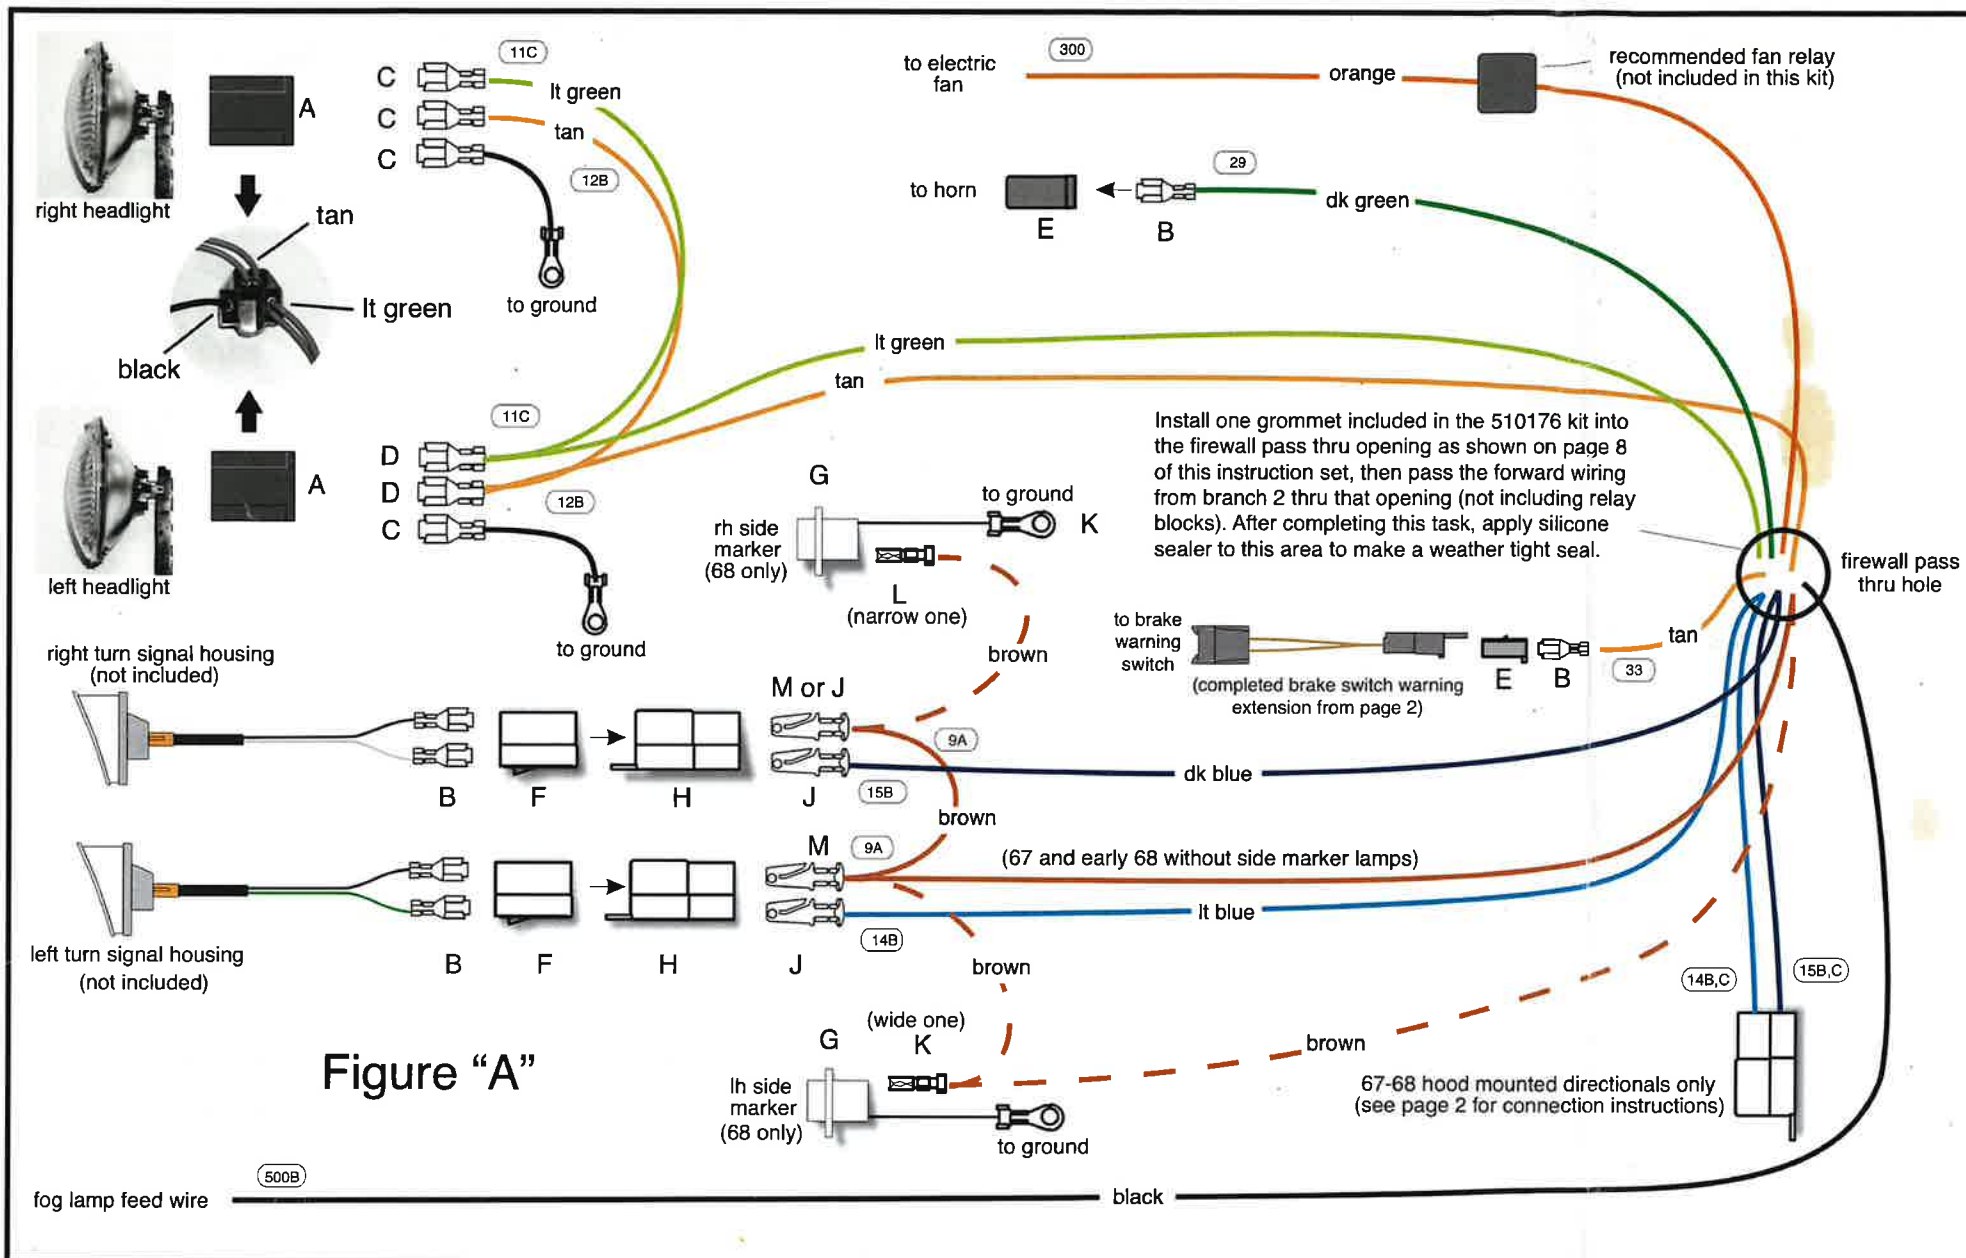 11C
C
lt green
C
tan
C
12B
A
right headlight
tan
lt green
black
to ground
to electric
fan
300
orange
recommended fan relay
(not included in this kit)
to horn
E
29
B
dk green
lt green
tan
11C
D
D
C
12B
A
left headlight
to ground
Install one grommet included in the 510176 kit into
the firewall pass thru opening as shown on page 8
of this instruction set, then pass the forward wiring
from branch 2 thru that opening (not including relay
blocks). After completing this task, apply silicone
sealer to this area to make a weather tight seal.
firewall pass
thru hole
G
to ground
K
rh side
marker
(68 only)
L
(narrow one)
brown
to brake
warning
switch
(completed brake switch warning
extension from page 2)
E
B
33
tan
right turn signal housing
(not included)
B
F
H
M or J
J
9A
15B
dk blue
brown
M
9A
(67 and early 68 without side marker lamps)
lt blue
14B
left turn signal housing
(not included)
B
F
H
J
brown
14B,C
15B,C
(wide one)
G
K
brown
lh side
marker
(68 only)
to ground
67-68 hood mounted directionals only
(see page 2 for connection instructions)
Figure “A”
500B
fog lamp feed wire
black